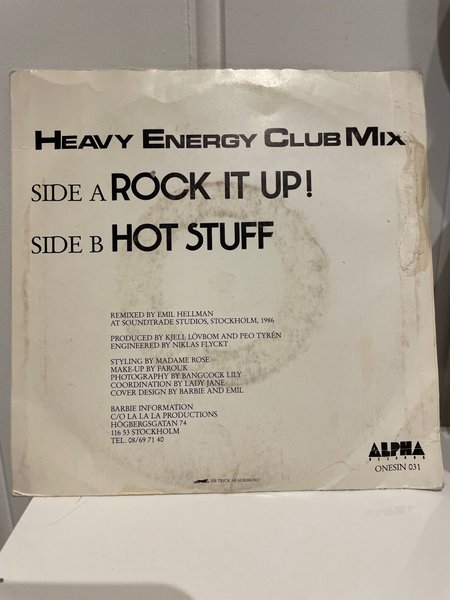 HEAVY ENERGY CLUB MIX
SIDE A ROCK IT UP!
SIDE B HOT STUFF
REMIXED BY EMIL HELLMAN
AT SOUNDTRADE STUDIOS, STOCKHOLM, 1986
PRODUCED BY KJELL LÖVBOM AND PEO TYRÉN
ENGINEERED BY NIKLAS FLYCKT
STYLING BY MADAME ROSE
MAKE-UP BY FAROUK
PHOTOGRAPHY BY BANGCOCK LILY
COORDINATION BY LADY JANE
COVER DESIGN BY BARBIE AND EMIL
BARBIE INFORMATION
C/O LA LA LA PRODUCTIONS
HÖGBERGSGATAN 74
116 53 STOCKHOLM
TEL. 08/69 71 40
ALPHA
RECORDS
ONESIN 031